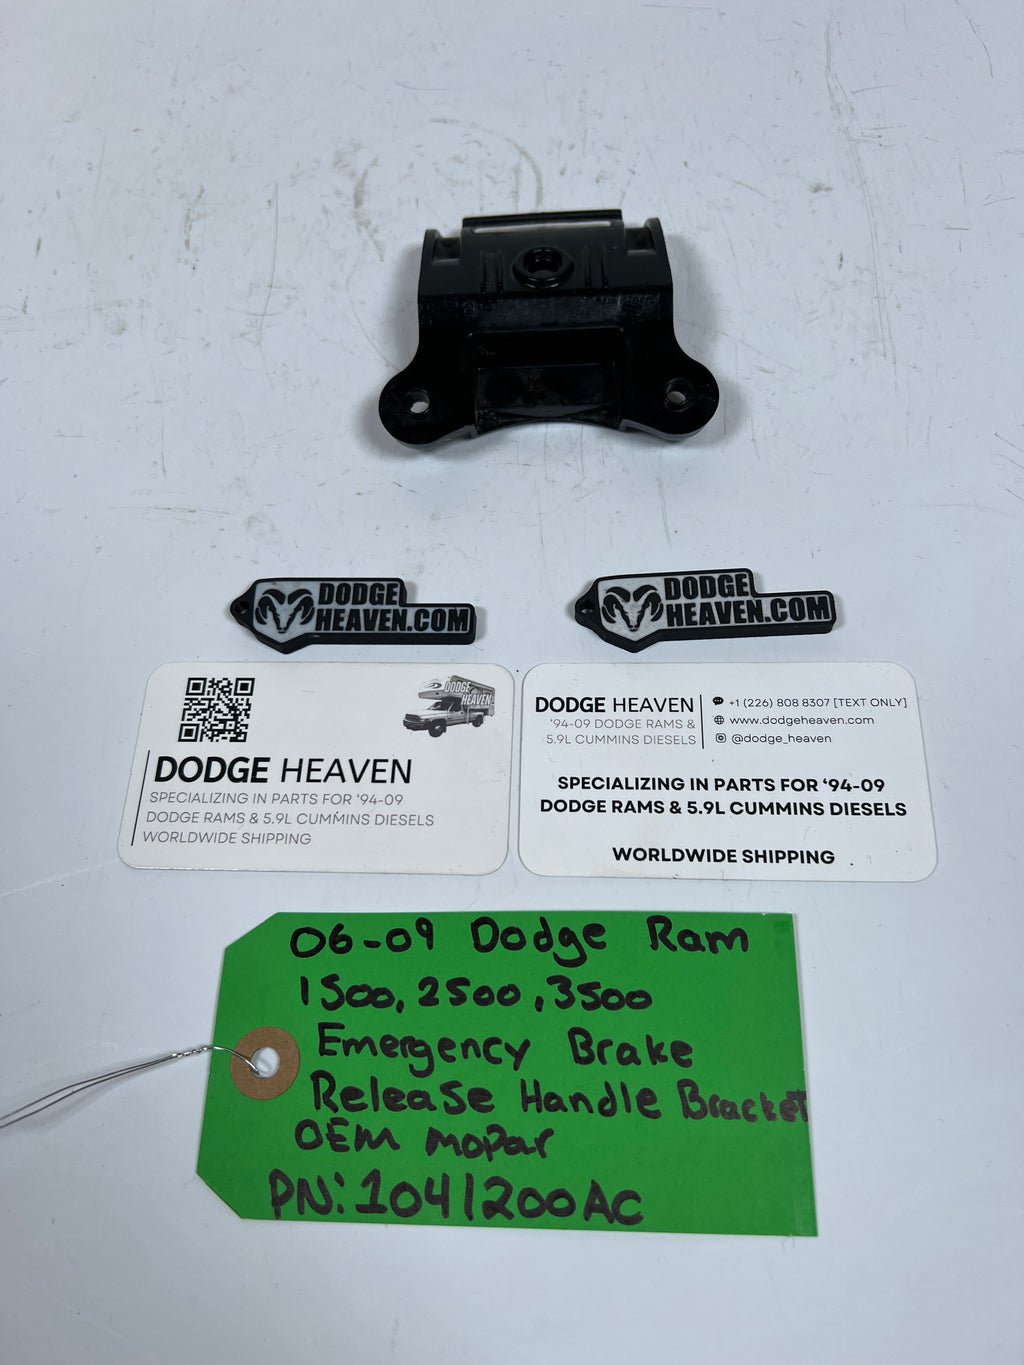 DODGE
HEAVEN.COM
DODGE
HEAVEN.COM
DODGE
HEAVEN
DODGE HEAVEN
SPECIALIZING IN PARTS FOR '94-09
DODGE RAMS & 5.9L CUMMINS DIESELS
WORLDWIDE SHIPPING
DODGE HEAVEN
'94-09 DODGE RAMS &
5.9L CUMMINS DIESELS
+1 (226) 808 8307 [TEXT ONLY]
www.dodgeheaven.com
@dodge_heaven
SPECIALIZING IN PARTS FOR '94-09
DODGE RAMS & 5.9L CUMMINS DIESELS
WORLDWIDE SHIPPING
06-09 Dodge Ram
1500, 2500, 3500
Emergency Brake
Release Handle Bracket
OEM mopar
PN: 1041200AC